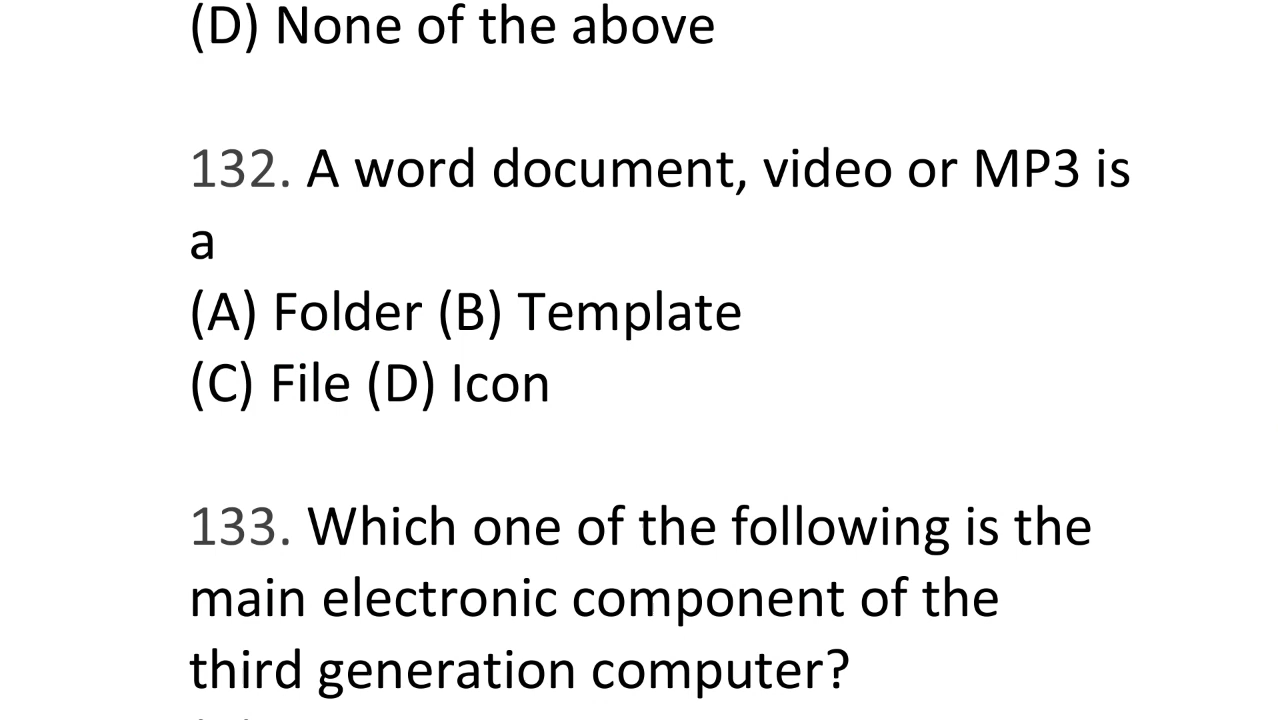 (D) None of the above
132. A word document, video or MP3 is
a
(A) Folder (B) Template
(C) File (D) Icon
133. Which one of the following is the
main electronic component of the
third generation computer?